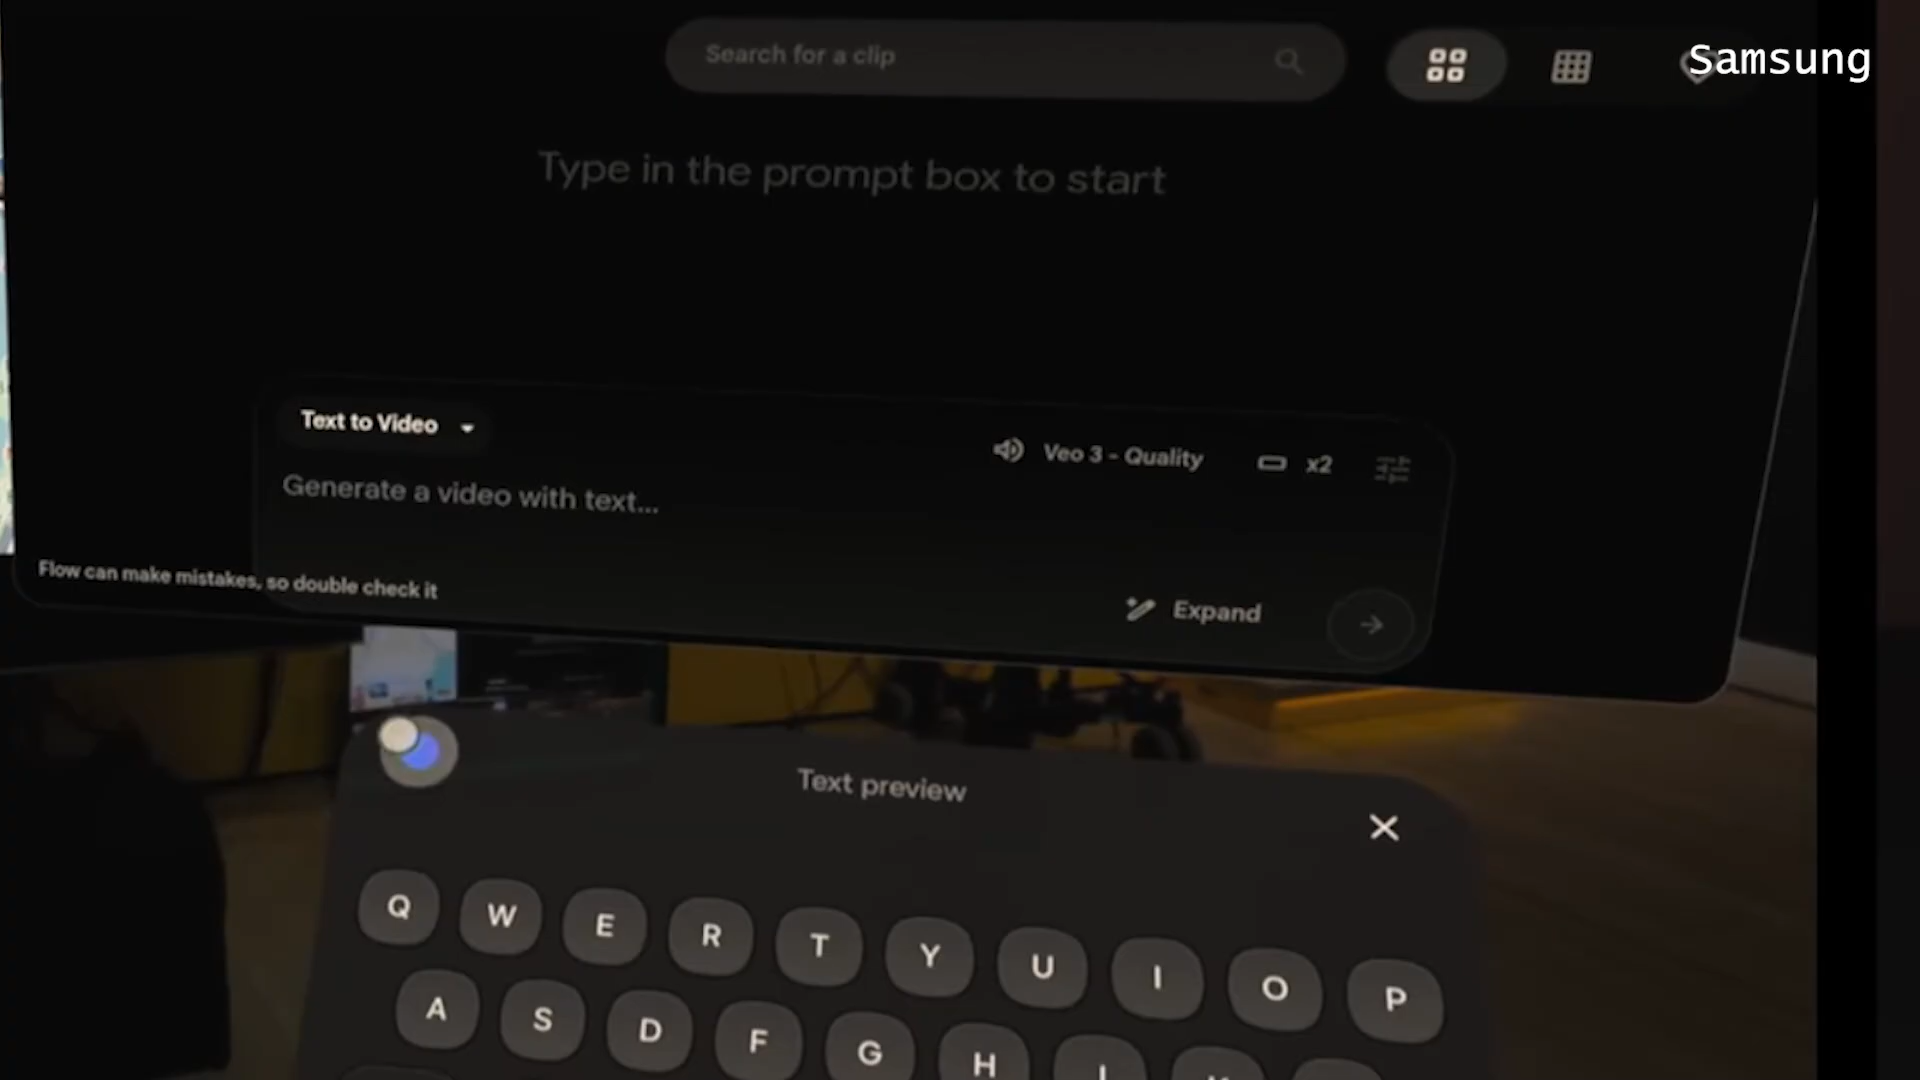 Search for a clip
Samsung
Type in the prompt box to start
Text to Video
Veo 3 - Quality
x2
Generate a video with text...
Flow can make mistakes, so double check it
Expand
Text preview
Q W E R T Y U I O P
A S D F G H